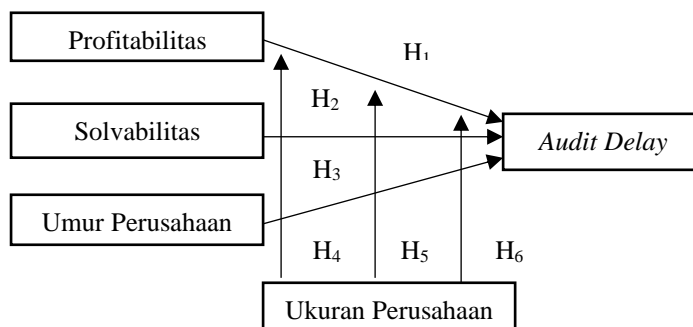 Profitabilitas
H₁
H₂
Solvabilitas
Audit Delay
H₃
Umur Perusahaan
H₄ H₅ H₆
Ukuran Perusahaan